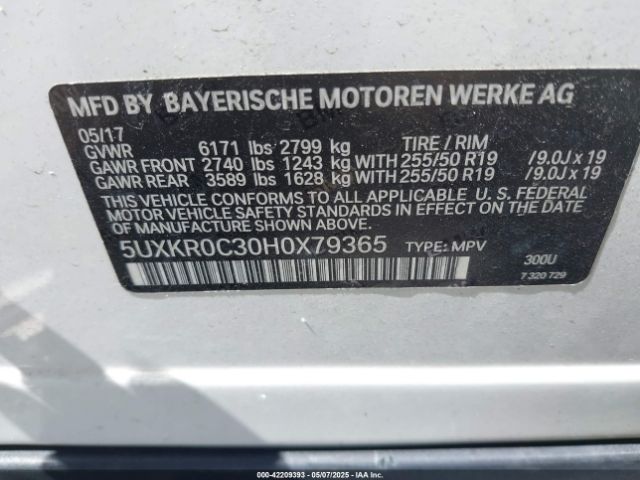 MFD BY BAYERISCHE MOTOREN WERKE AG
05/17
GVWR 6171 lbs 2799 kg TIRE / RIM
GAWR FRONT 2740 lbs 1243 kg WITH 255/50 R19 /9.0J x 19
GAWR REAR 3589 lbs 1628 kg WITH 255/50 R19 /9.0J x 19
THIS VEHICLE CONFORMS TO ALL APPLICABLE U. S. FEDERAL
MOTOR VEHICLE SAFETY STANDARDS IN EFFECT ON THE DATE
OF MANUFACTURE SHOWN ABOVE.
5UXKR0C30H0X79365 TYPE: MPV
300U
7 320 729
000-42209393 - 05/07/2025 - IAAI, Inc.